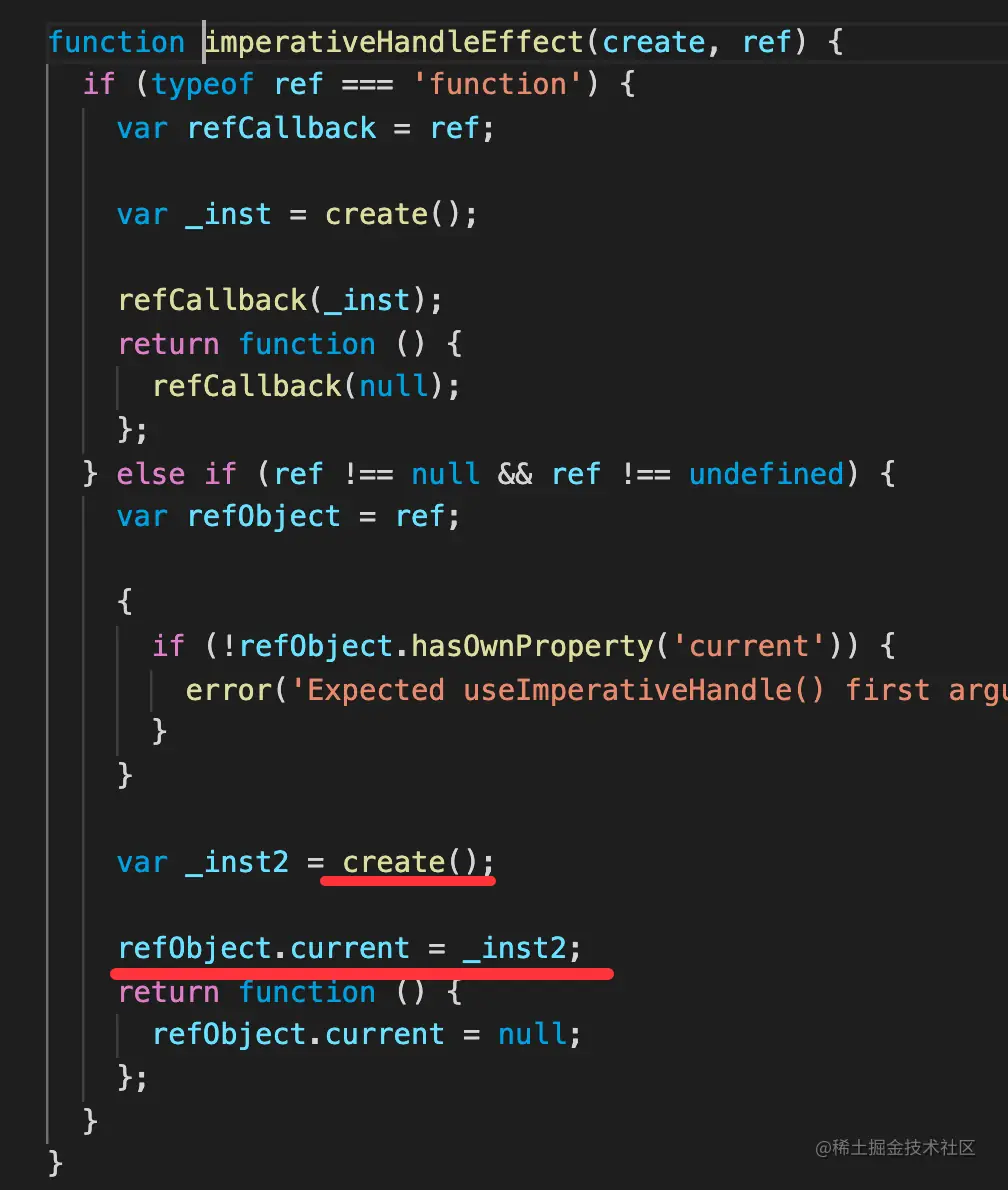 function imperativeHandleEffect(create, ref) {
  if (typeof ref === 'function') {
    var refCallback = ref;

    var _inst = create();

    refCallback(_inst);
    return function () {
      refCallback(null);
    };
  } else if (ref !== null && ref !== undefined) {
    var refObject = ref;

    {
      if (!refObject.hasOwnProperty('current')) {
        error('Expected useImperativeHandle() first argu
      }
    }

    var _inst2 = create();

    refObject.current = _inst2;
    return function () {
      refObject.current = null;
    };
  }
}
@稀土掘金技术社区